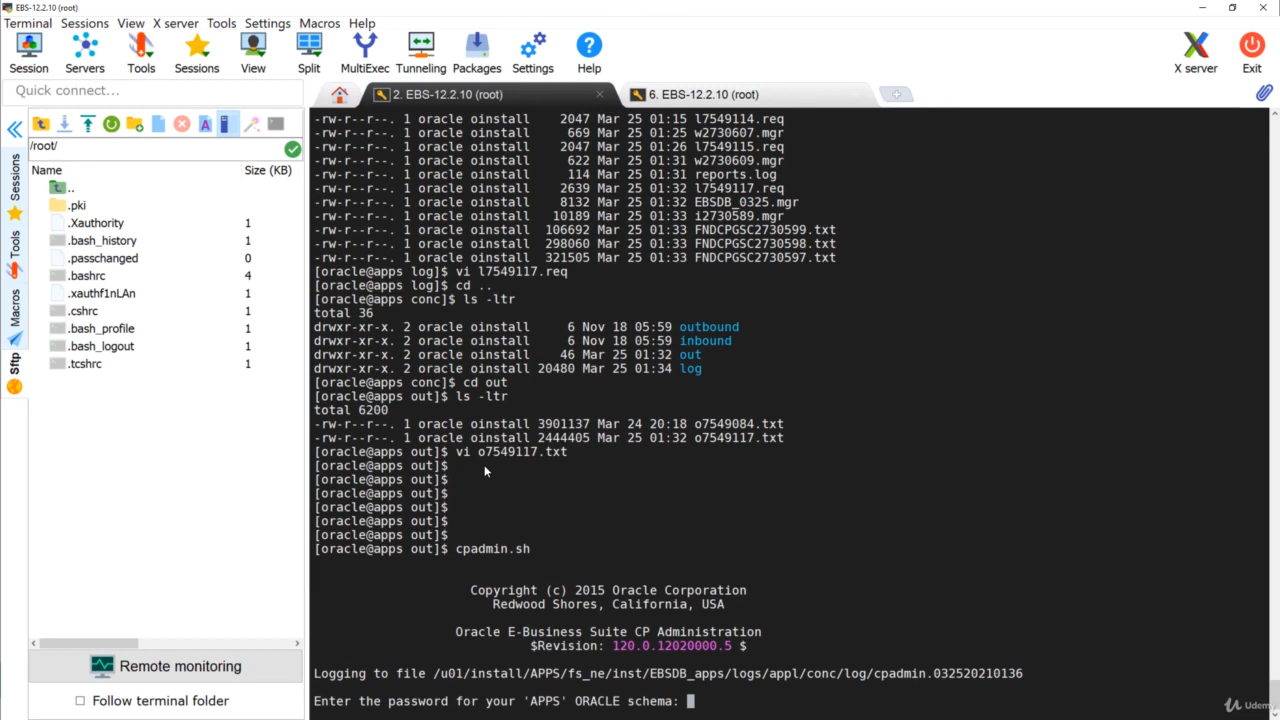 EBS-12.2.10 (root)
Terminal Sessions View X server Tools Games Settings Macros Help
Session Servers Tools Sessions View Split MultiExec Tunneling Packages Settings Help X server Exit
Quick connect...
2. EBS-12.2.10 (root)
6. EBS-12.2.10 (root)
/root/
Name Size (KB)
..
.pki
.Xauthority 1
.bash_history 1
.passchanged 0
.bashrc 4
.xauthf1nLAn 1
.cshrc 1
.bash_profile 1
.bash_logout 1
.tcshrc 1
Sessions
Tools
Macros
Sftp
Remote monitoring
Follow terminal folder
-rw-r--r--. 1 oracle oinstall 2047 Mar 25 01:15 l7549114.req
-rw-r--r--. 1 oracle oinstall 669 Mar 25 01:25 w2730607.mgr
-rw-r--r--. 1 oracle oinstall 2047 Mar 25 01:26 l7549115.req
-rw-r--r--. 1 oracle oinstall 622 Mar 25 01:31 w2730609.mgr
-rw-r--r--. 1 oracle oinstall 114 Mar 25 01:31 reports.log
-rw-r--r--. 1 oracle oinstall 2639 Mar 25 01:32 l7549117.req
-rw-r--r--. 1 oracle oinstall 8132 Mar 25 01:32 EBSDB_0325.mgr
-rw-r--r--. 1 oracle oinstall 10189 Mar 25 01:33 i2730589.mgr
-rw-r--r--. 1 oracle oinstall 106692 Mar 25 01:33 FNDCPGSC2730599.txt
-rw-r--r--. 1 oracle oinstall 298060 Mar 25 01:33 FNDCPGSC2730598.txt
-rw-r--r--. 1 oracle oinstall 321505 Mar 25 01:33 FNDCPGSC2730597.txt
[oracle@apps log]$ vi l7549117.req
[oracle@apps log]$ cd ..
[oracle@apps conc]$ ls -ltr
total 36
drwxr-xr-x. 2 oracle oinstall 6 Nov 18 05:59 outbound
drwxr-xr-x. 2 oracle oinstall 6 Nov 18 05:59 inbound
drwxr-xr-x. 2 oracle oinstall 46 Mar 25 01:32 out
drwxr-xr-x. 2 oracle oinstall 20480 Mar 25 01:34 log
[oracle@apps conc]$ cd out
[oracle@apps out]$ ls -ltr
total 6200
-rw-r--r--. 1 oracle oinstall 3901137 Mar 24 20:18 o7549084.txt
-rw-r--r--. 1 oracle oinstall 2444405 Mar 25 01:32 o7549117.txt
[oracle@apps out]$ vi o7549117.txt
[oracle@apps out]$
[oracle@apps out]$
[oracle@apps out]$
[oracle@apps out]$
[oracle@apps out]$
[oracle@apps out]$
[oracle@apps out]$ cpadmin.sh
Copyright (c) 2015 Oracle Corporation
Redwood Shores, California, USA
Oracle E-Business Suite CP Administration
$Revision: 120.0.12020000.5 $
Logging to file /u01/install/APPS/fs_ne/inst/EBSDB_apps/logs/appl/conc/log/cpadmin.032520210136
Enter the password for your 'APPS' ORACLE schema:
Udemy